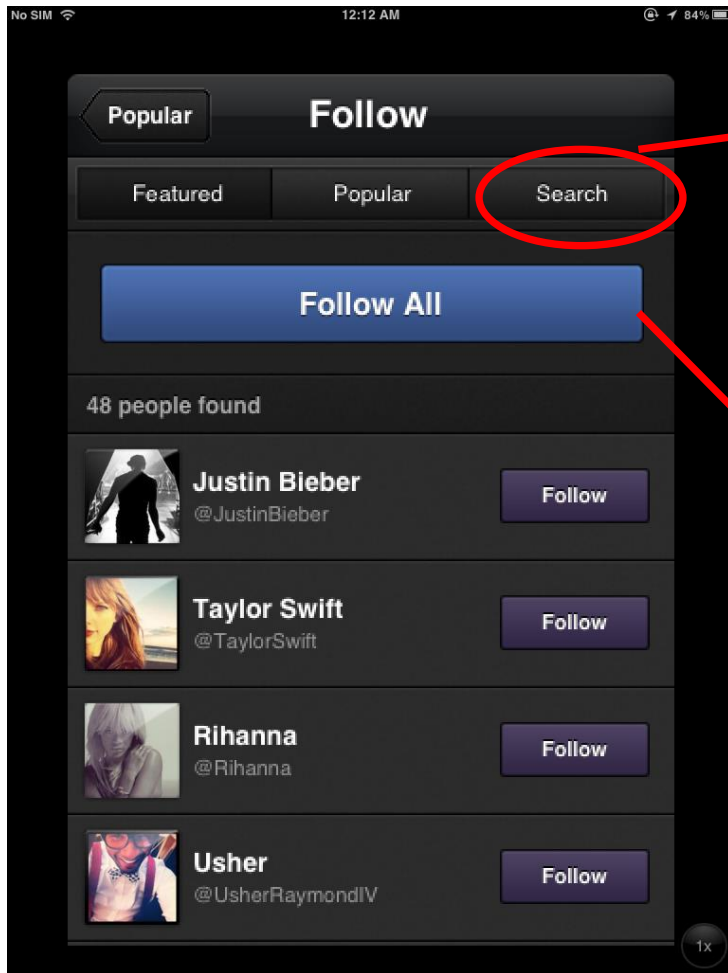 No SIM 12:12 AM 84%
Popular Follow
Featured Popular Search
Follow All
48 people found
Justin Bieber
@JustinBieber
Follow
Taylor Swift
@TaylorSwift
Follow
Rihanna
@Rihanna
Follow
Usher
@UsherRaymondIV
Follow
1x